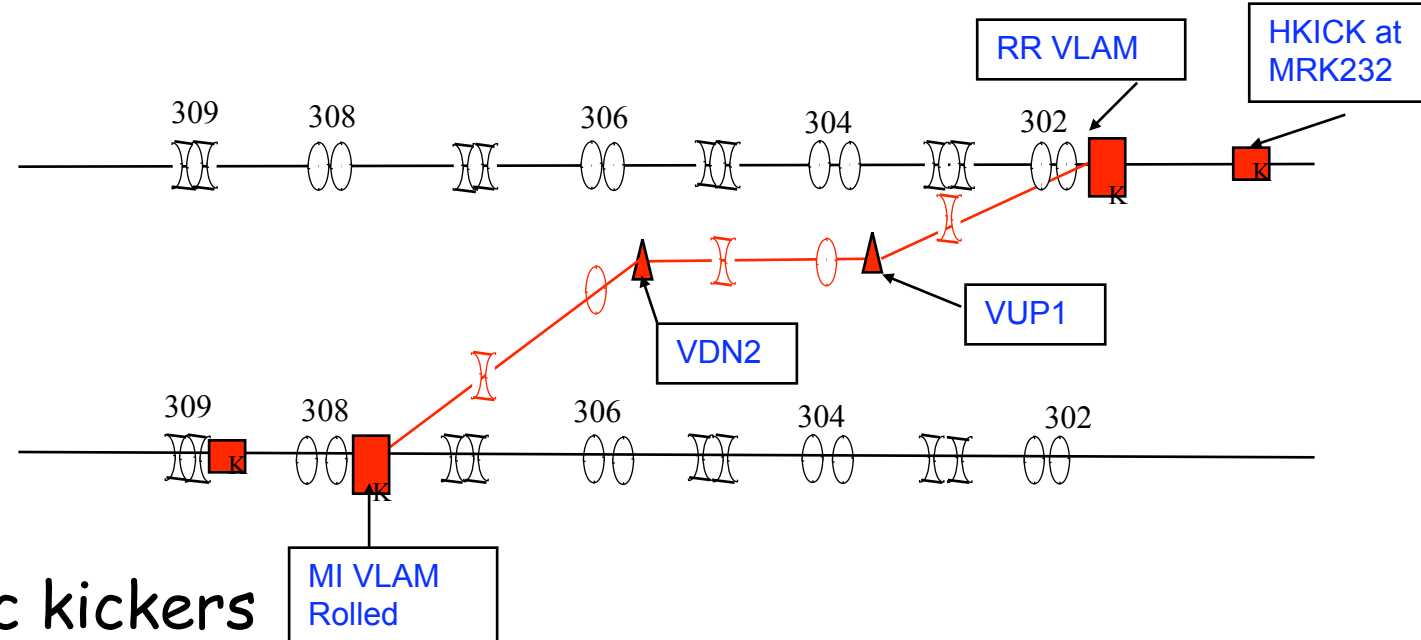 HKICK at
MRK232
RR VLAM
309
308
306
304
302
K
K
VUP1
VDN2
309
308
306
304
302
K
K
MI VLAM
Rolled
c kickers